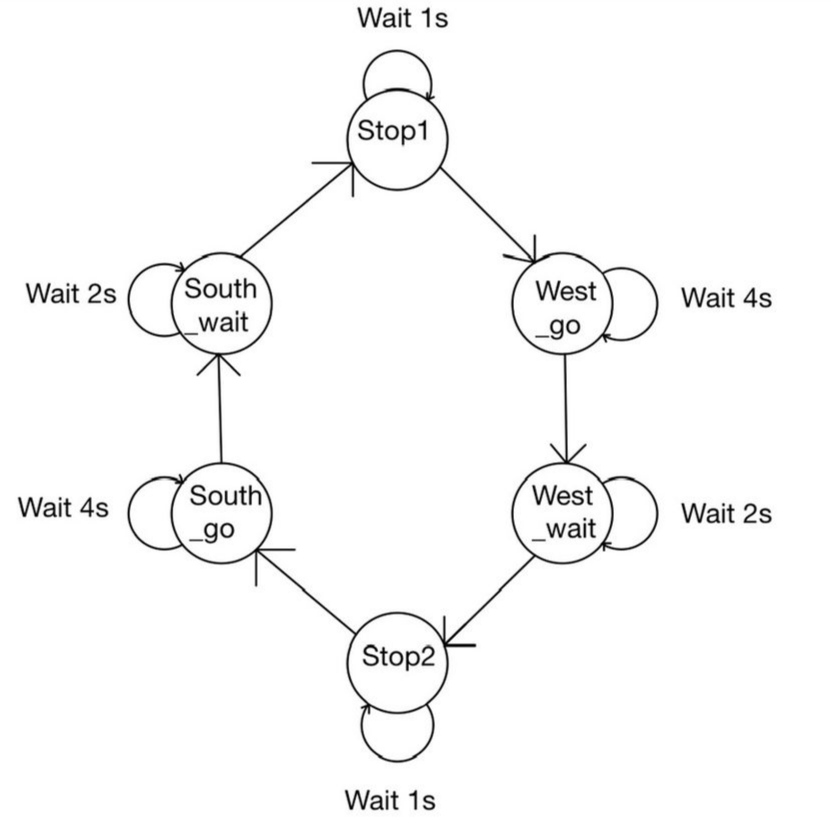 Wait 1s
Stop1
Wait 2s
South
_wait
West
_go
Wait 4s
Wait 4s
South
_go
West
_wait
Wait 2s
Stop2
Wait 1s